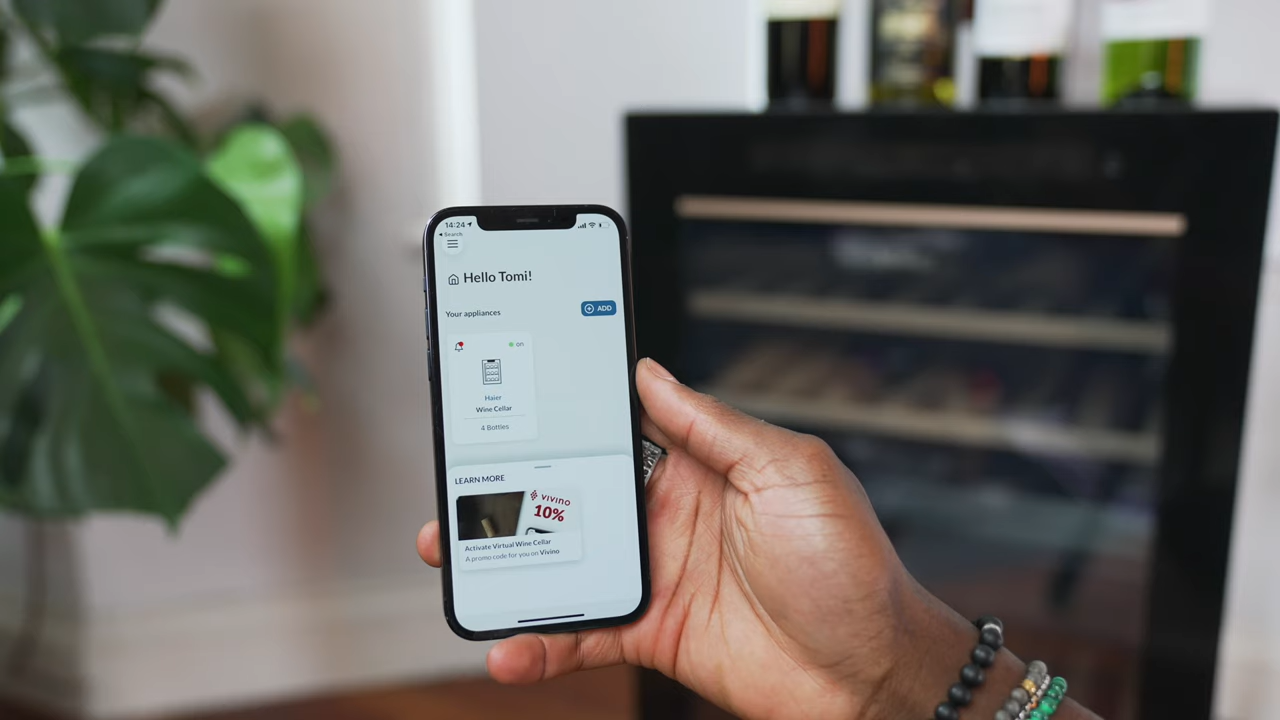 14:24
Search
Hello Tomi!
Your appliances
ADD
on
Haier
Wine Cellar
4 Bottles
LEARN MORE
VIVINO
10%
Activate Virtual Wine Cellar
A promo code for you on Vivino